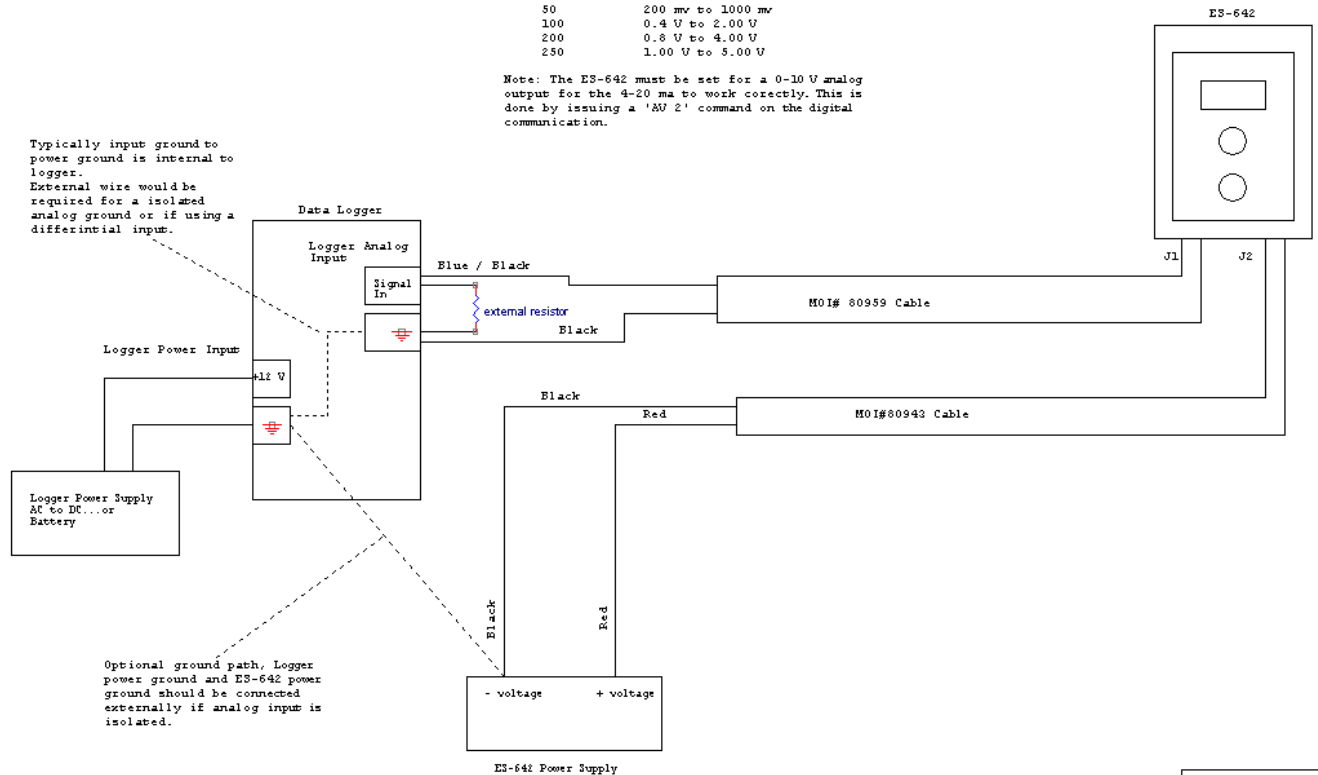 50 200 mv to 1000 mv
100 0.4 V to 2.00 V
200 0.8 V to 4.00 V
250 1.00 V to 5.00 V
Note: The ES-642 must be set for a 0-10 V analog
output for the 4-20 ma to work corectly. This is
done by issuing a 'AV 2' command on the digital
communication.
ES-642
J1
J2
Typically input ground to
power ground is internal to
logger.
External wire would be
required for a isolated
analog ground or if using a
differintial input.
Data Logger
Logger Analog
Input
Signal
In
Blue / Black
external resistor
Black
MOI# 80959 Cable
Logger Power Input
+12 V
Black
Red
MOI#80943 Cable
Logger Power Supply
AC to DC...or
Battery
Black
Red
Optional ground path, Logger
power ground and ES-642 power
ground should be connected
externally if analog input is
isolated.
- voltage
+ voltage
ES-642 Power Supply